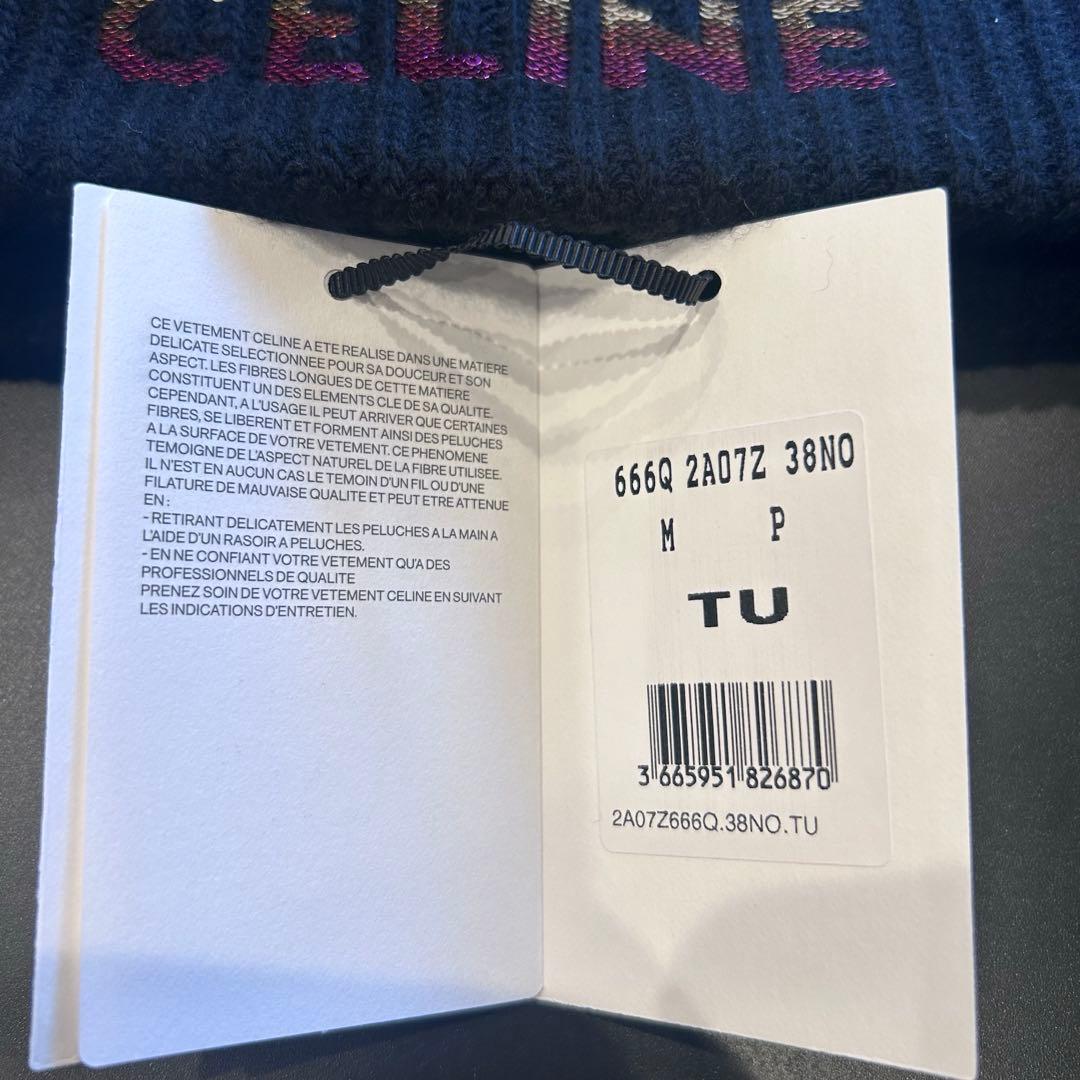 CELINE
CE VETEMENT CELINE A ETE REALISE DANS UNE MATIERE
DELICATE SELECTIONNEE POUR SA DOUCEUR ET SON
ASPECT. LES FIBRES LONGUES DE CETTE MATIERE
CONSTITUENT UN DES ELEMENTS CLE DE SA QUALITE.
CEPENDANT, A L'USAGE IL PEUT ARRIVER QUE CERTAINES
FIBRES, SE LIBERENT ET FORMENT AINSI DES PELUCHES
A LA SURFACE DE VOTRE VETEMENT. CE PHENOMENE
TEMOIGNE DE L'ASPECT NATUREL DE LA FIBRE UTILISEE.
IL N'EST EN AUCUN CAS LE TEMOIN D'UN FIL OU D'UNE
FILATURE DE MAUVAISE QUALITE ET PEUT ETRE ATTENUE
EN :
- RETIRANT DELICATEMENT LES PELUCHES A LA MAIN A
L'AIDE D'UN RASOIR A PELUCHES.
- EN NE CONFIANT VOTRE VETEMENT QU'A DES
PROFESSIONNELS DE QUALITE
PRENEZ SOIN DE VOTRE VETEMENT CELINE EN SUIVANT
LES INDICATIONS D'ENTRETIEN.
666Q 2A07Z 38NO
M P
TU
3 665951 826870
2A07Z666Q.38NO.TU